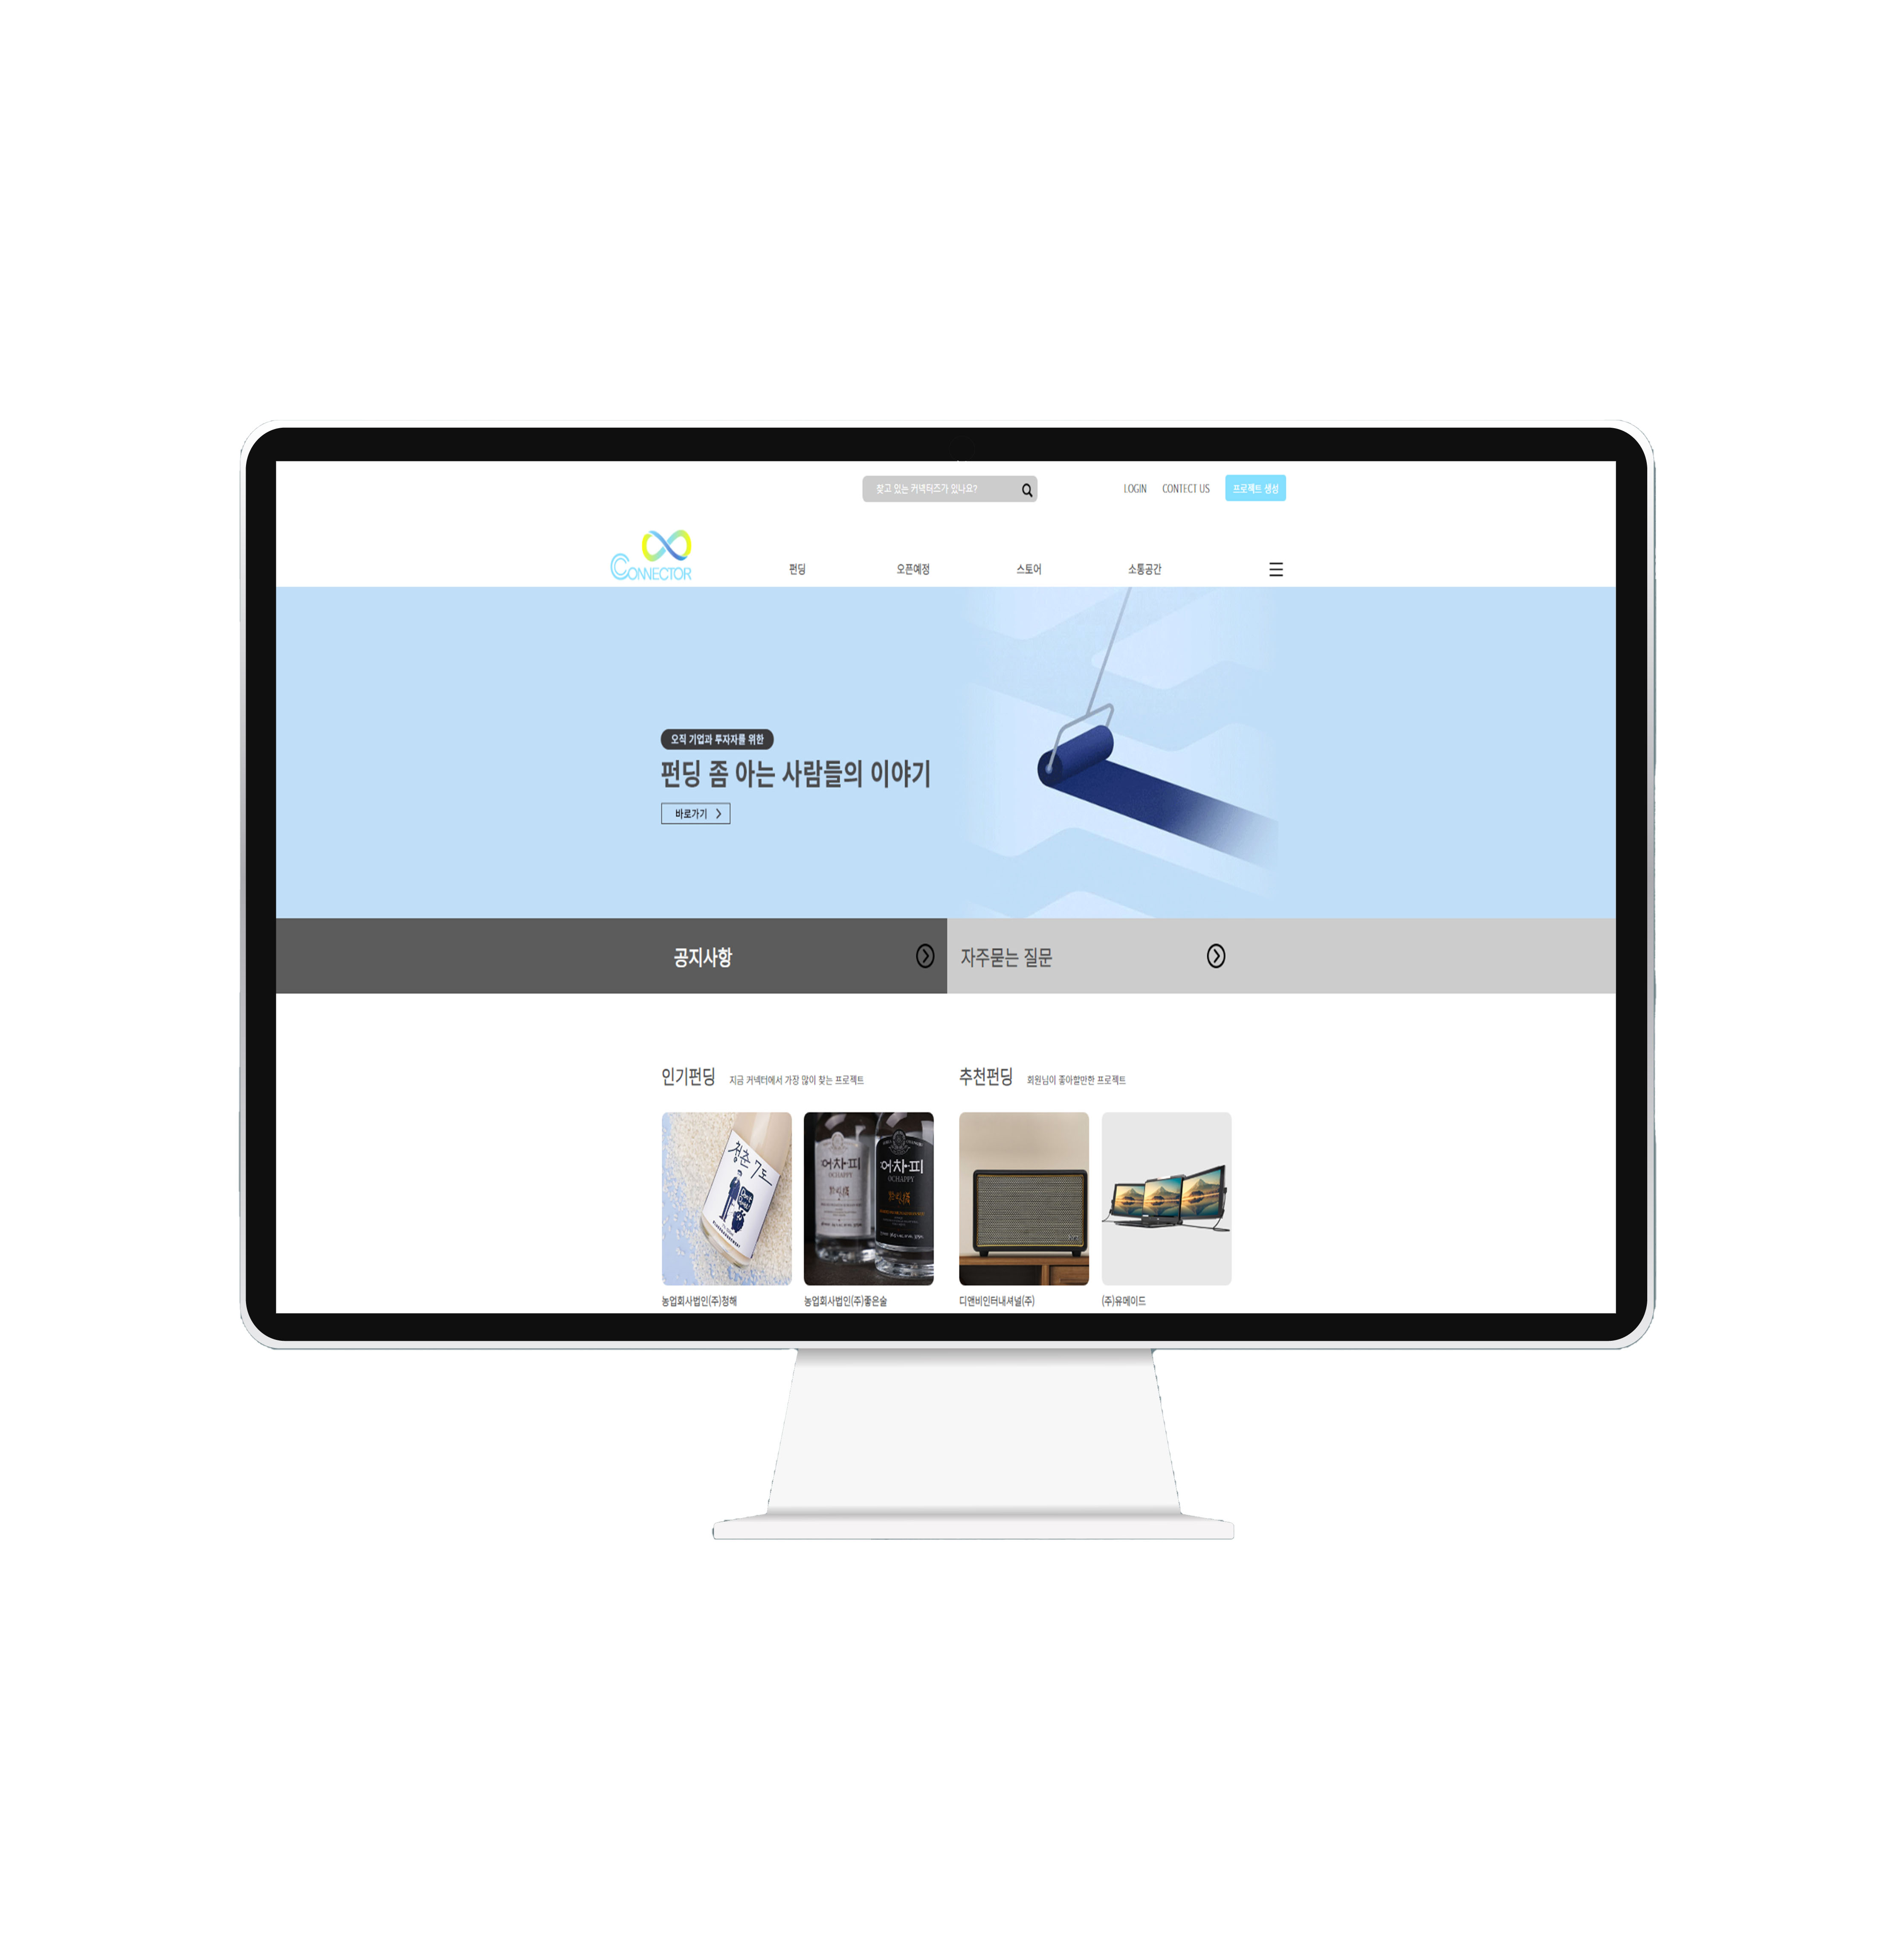 찾고 있는 커넥터즈가 있나요?
LOGIN
CONTECT US
프로젝트 생성
CONNECTOR
펀딩
오픈예정
스토어
소통공간
오직 기업과 투자자를 위한
펀딩 좀 아는 사람들의 이야기
바로가기
공지사항
자주묻는 질문
인기펀딩
지금 커넥터에서 가장 많이 찾는 프로젝트
추천펀딩
회원님이 좋아할만한 프로젝트
청춘 7도
어차피
OCHAPPY
어차피
OCHAPPY
농업회사법인(주)청해
농업회사법인(주)좋은술
디앤비인터내셔널(주)
(주)유메이드